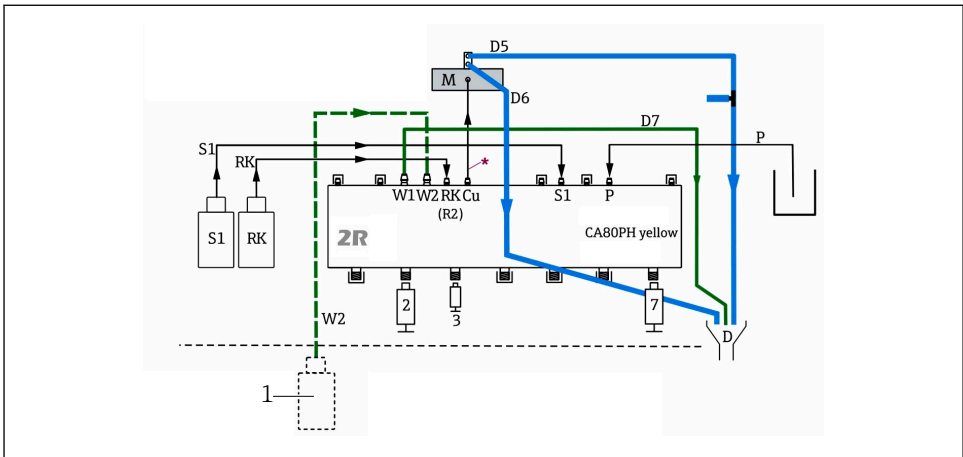 D5
M
D6
D7
S1
P
RK
*
W1 W2 RK Cu S1 P
(R2)
S1 RK
2R
CA80PH yellow
2
3
7
W2
D
1